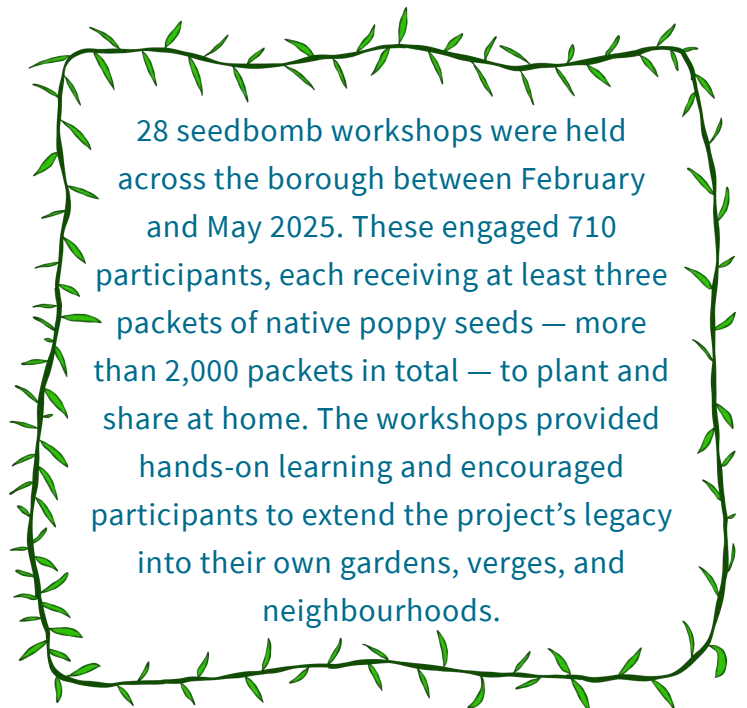 28 seedbomb workshops were held
across the borough between February
and May 2025. These engaged 710
participants, each receiving at least three
packets of native poppy seeds — more
than 2,000 packets in total — to plant and
share at home. The workshops provided
hands-on learning and encouraged
participants to extend the project’s legacy
into their own gardens, verges, and
neighbourhoods.